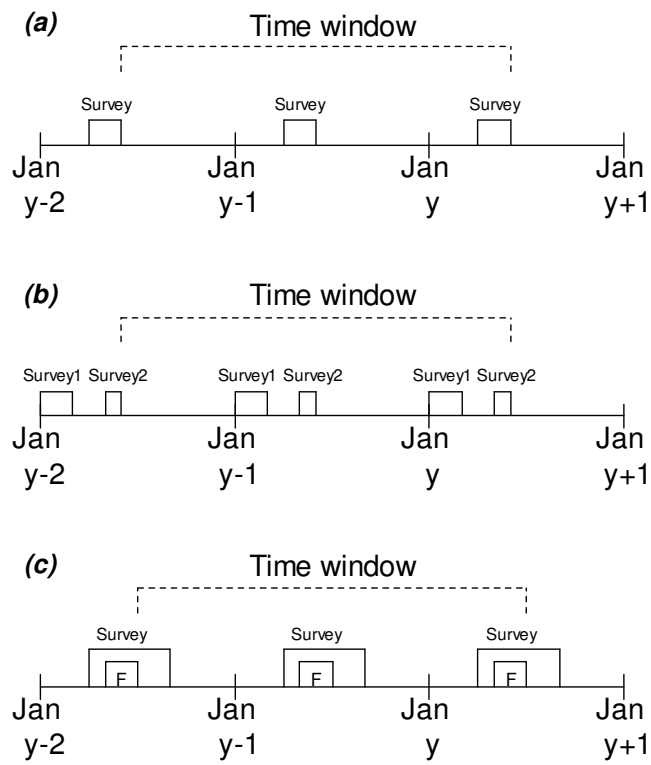 (a)
Time window
Survey Survey Survey
Jan Jan Jan Jan
y-2 y-1 y y+1
(b)
Time window
Survey1 Survey2 Survey1 Survey2 Survey1 Survey2
Jan Jan Jan Jan
y-2 y-1 y y+1
(c)
Time window
Survey Survey Survey
F F F
Jan Jan Jan Jan
y-2 y-1 y y+1